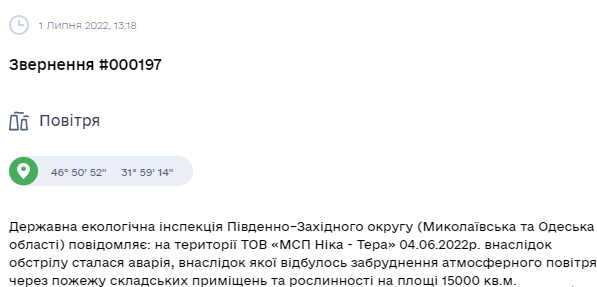 1 Липня 2022, 13:18
Звернення #000197
Повітря
46° 50' 52" 31° 59' 14"
Державна екологічна інспекція Південно–Західного округу (Миколаївська та Одеська
області) повідомляє: на території ТОВ «МСП Ніка - Тера» 04.06.2022р. внаслідок
обстрілу сталася аварія, внаслідок якої відбулось забруднення атмосферного повітря
через пожежу складських приміщень та рослинності на площі 15000 кв.м.